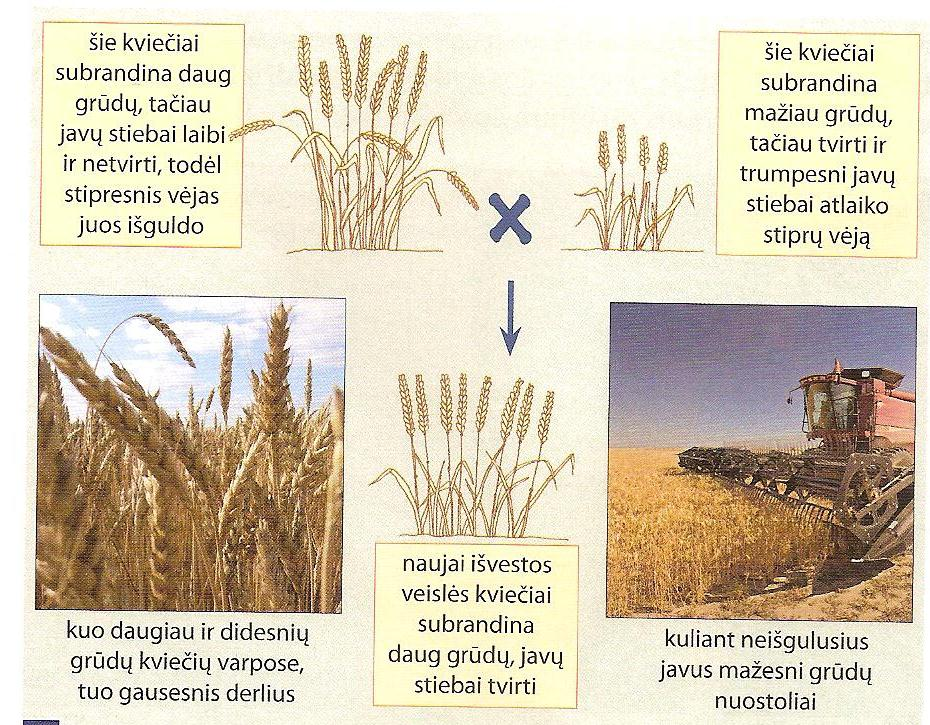 šie kviečiai
subrandina daug
grūdų, tačiau
javų stiebai laibi
ir netvirti, todėl
stipresnis vėjas
juos išguldo
šie kviečiai
subrandina
mažiau grūdų,
tačiau tvirti ir
trumpesni javų
stiebai atlaiko
stiprų vėją
kuo daugiau ir didesnių
grūdų kviečių varpose,
tuo gausesnis derlius
naujai išvestos
veislės kviečiai
subrandina
daug grūdų, javų
stiebai tvirti
kuliant neišgulusius
javus mažesni grūdų
nuostoliai